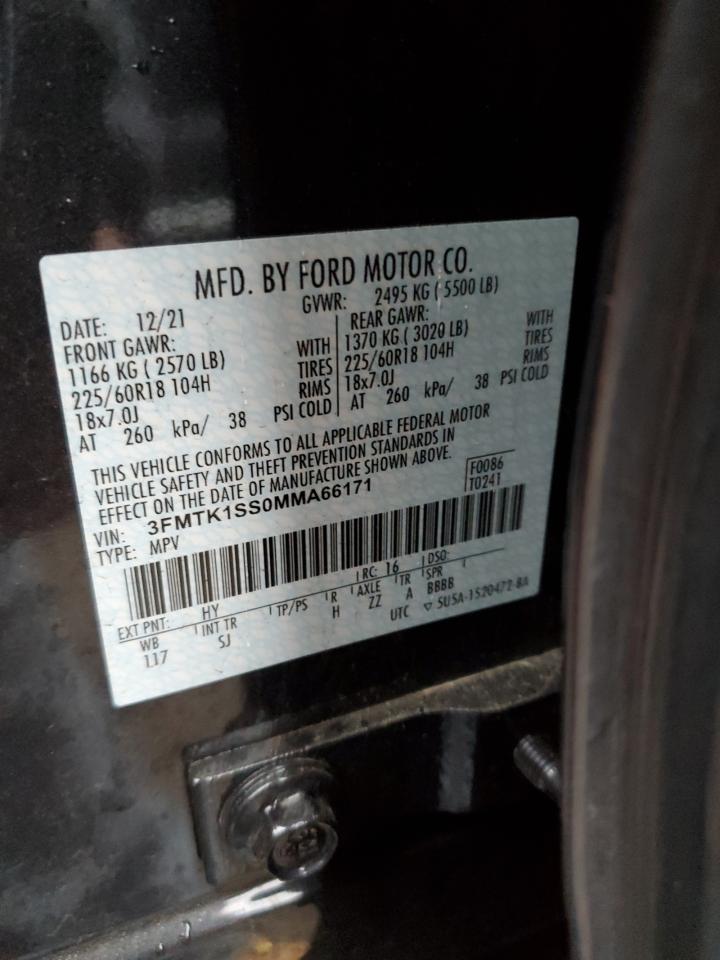 MFD. BY FORD MOTOR CO.
DATE: 12/21 GVWR: 2495 KG ( 5500 LB)
FRONT GAWR: REAR GAWR:
1166 KG ( 2570 LB) WITH 1370 KG ( 3020 LB) WITH
225/60R18 104H TIRES 225/60R18 104H TIRES
18x7.0J RIMS 18x7.0J RIMS
AT 260 kPa/ 38 PSI COLD AT 260 kPa/ 38 PSI COLD
THIS VEHICLE CONFORMS TO ALL APPLICABLE FEDERAL MOTOR
VEHICLE SAFETY AND THEFT PREVENTION STANDARDS IN
EFFECT ON THE DATE OF MANUFACTURE SHOWN ABOVE.
F0086
VIN: 3FMTK1SS0MMA66171 T0241
TYPE: MPV
EXT PNT: HY RC: 16 DSO:
WB INT TR TP/PS R AXLE TR SPR
117 SJ H ZZ A BBBB
UTC ▽ 5U5A-1520472-BA